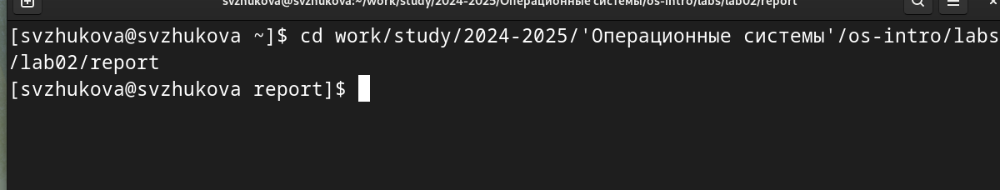 svzhukova@svzhukova:~/work/study/2024-2025/Операционные системы/os-intro/labs/lab02/report
[svzhukova@svzhukova ~]$ cd work/study/2024-2025/'Операционные системы'/os-intro/labs
/lab02/report
[svzhukova@svzhukova report]$